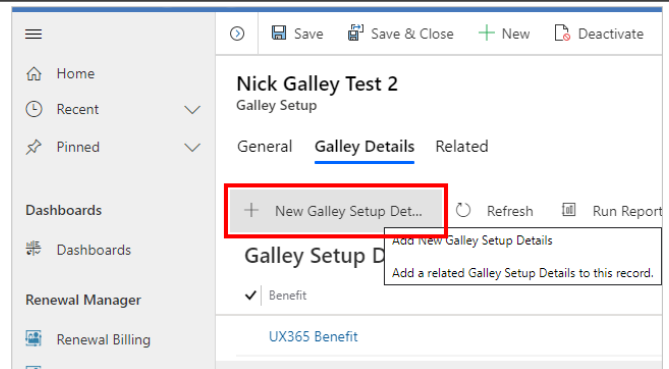 Save
Save & Close
New
Deactivate
Home
Recent
Pinned
Dashboards
Dashboards
Renewal Manager
Renewal Billing
Nick Galley Test 2
Galley Setup
General
Galley Details
Related
New Galley Setup Det...
Refresh
Run Report
Add New Galley Setup Details
Add a related Galley Setup Details to this record.
Galley Setup D
Benefit
UX365 Benefit